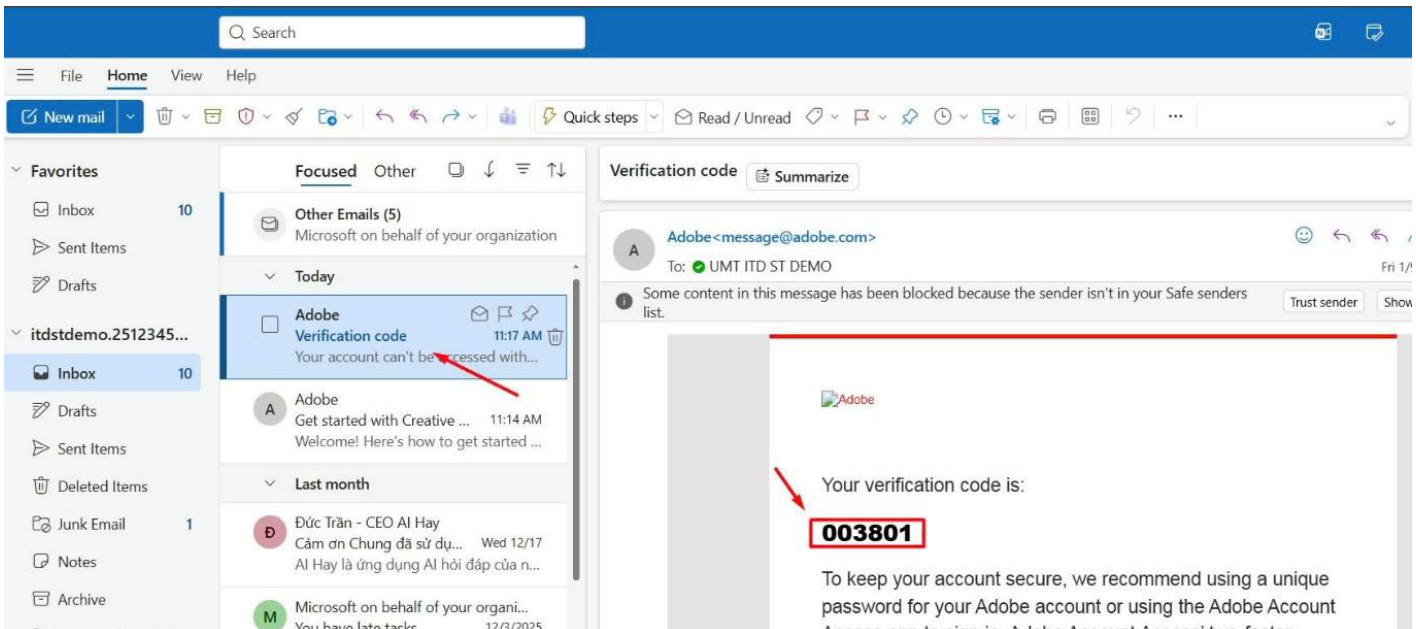 Search
File Home View Help
New mail
Quick steps
Read / Unread
Favorites
Inbox 10
Sent Items
Drafts
itdstdemo.2512345...
Inbox 10
Drafts
Sent Items
Deleted Items
Junk Email 1
Notes
Archive
Focused Other
Other Emails (5)
Microsoft on behalf of your organization
Today
Adobe
Verification code 11:17 AM
Your account can't be accessed with...
A
Adobe
Get started with Creative ... 11:14 AM
Welcome! Here's how to get started ...
Last month
Đ
Đức Trần - CEO AI Hay
Cảm ơn Chung đã sử dụ... Wed 12/17
AI Hay là ứng dụng AI hỏi đáp của n...
M
Microsoft on behalf of your organi...
You have late tasks 12/3/2025
Verification code
Summarize
A
Adobe<message@adobe.com>
To: UMT ITD ST DEMO
Fri 1/9
Some content in this message has been blocked because the sender isn't in your Safe senders
list.
Trust sender Show
Adobe
Your verification code is:
003801
To keep your account secure, we recommend using a unique
password for your Adobe account or using the Adobe Account